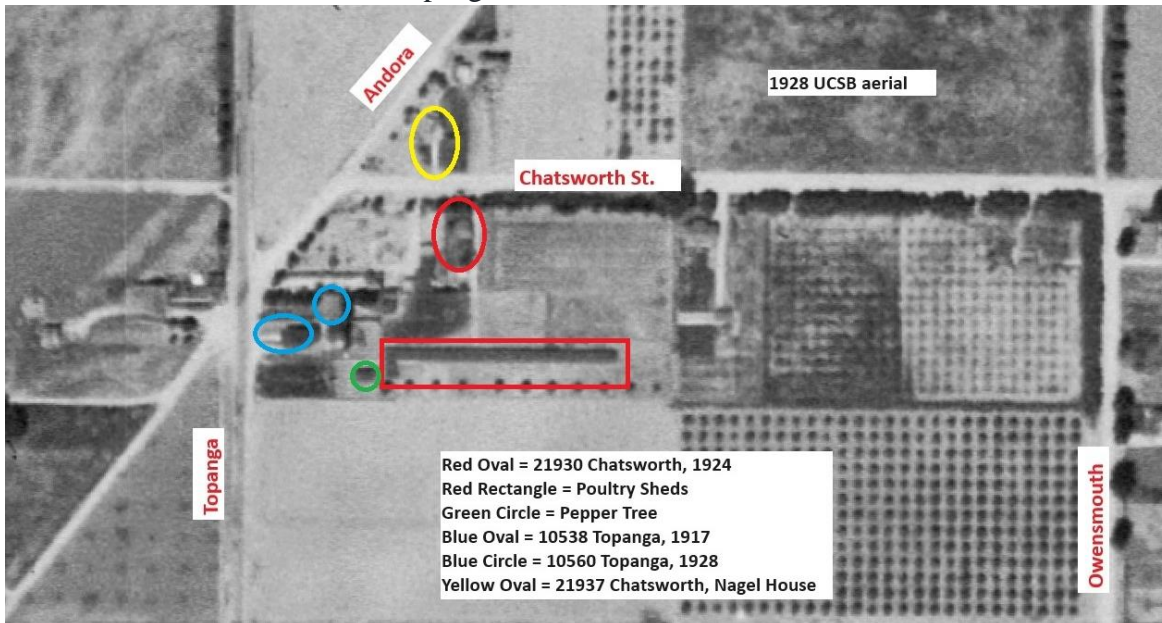 Andora
1928 UCSB aerial
Chatsworth St.
Topanga
Owensmouth
Red Oval = 21930 Chatsworth, 1924
Red Rectangle = Poultry Sheds
Green Circle = Pepper Tree
Blue Oval = 10538 Topanga, 1917
Blue Circle = 10560 Topanga, 1928
Yellow Oval = 21937 Chatsworth, Nagel House